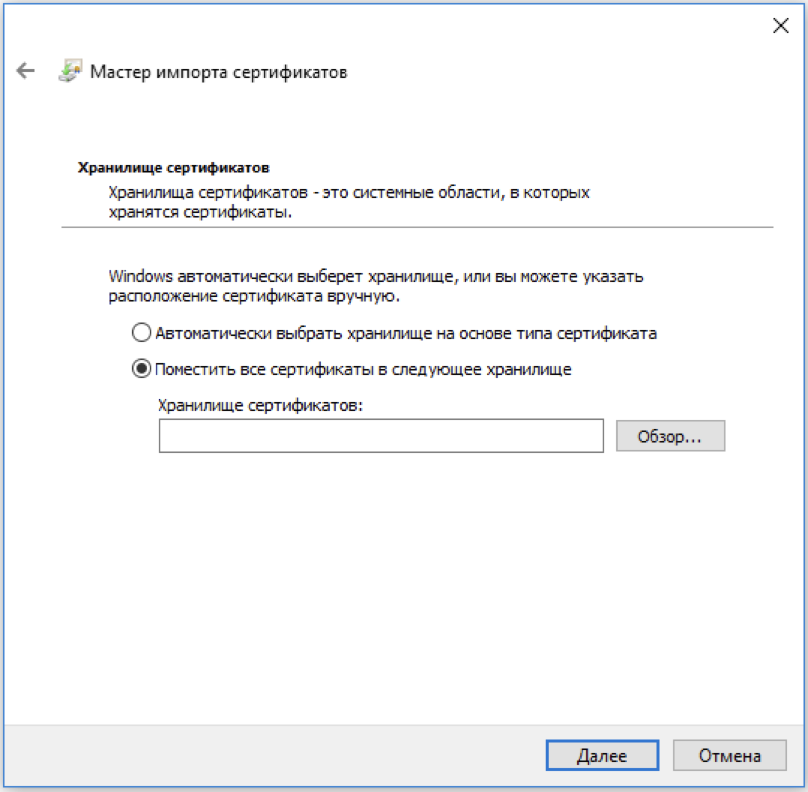 Мастер импорта сертификатов
Хранилище сертификатов
Хранилища сертификатов - это системные области, в которых
хранятся сертификаты.
Windows автоматически выберет хранилище, или вы можете указать
расположение сертификата вручную.
Автоматически выбрать хранилище на основе типа сертификата
Поместить все сертификаты в следующее хранилище
Хранилище сертификатов:
Обзор...
Далее
Отмена